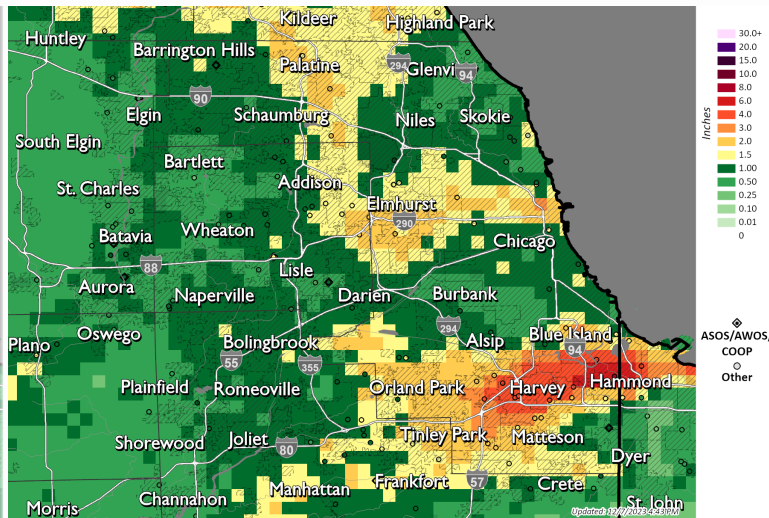 Kildeer
Highland Park
Huntley
Barrington Hills
Palatine
294
Glenvi
94
90
Elgin
Schaumburg
Niles
Skokie
South Elgin
Bartlett
Addison
St. Charles
Elmhurst
290
Batavia
Wheaton
Chicago
88
Lisle
Aurora
Naperville
Darien
Burbank
Oswego
294
Blue Island
Plano
Bolingbrook
Alsip
94
55
355
Plainfield
Romeoville
Orland Park
Harvey
Hammond
Shorewood
Joliet
80
Tinley Park
Matteson
Dyer
Manhattan
Frankfort
57
Crete
Morris
Channahon
St. John
Updated: 12/7/2023 4:43 PM
Inches
30.0+
20.0
15.0
10.0
8.0
6.0
4.0
3.0
2.0
1.5
1.00
0.50
0.25
0.10
0.01
0
ASOS/AWOS,
COOP
Other